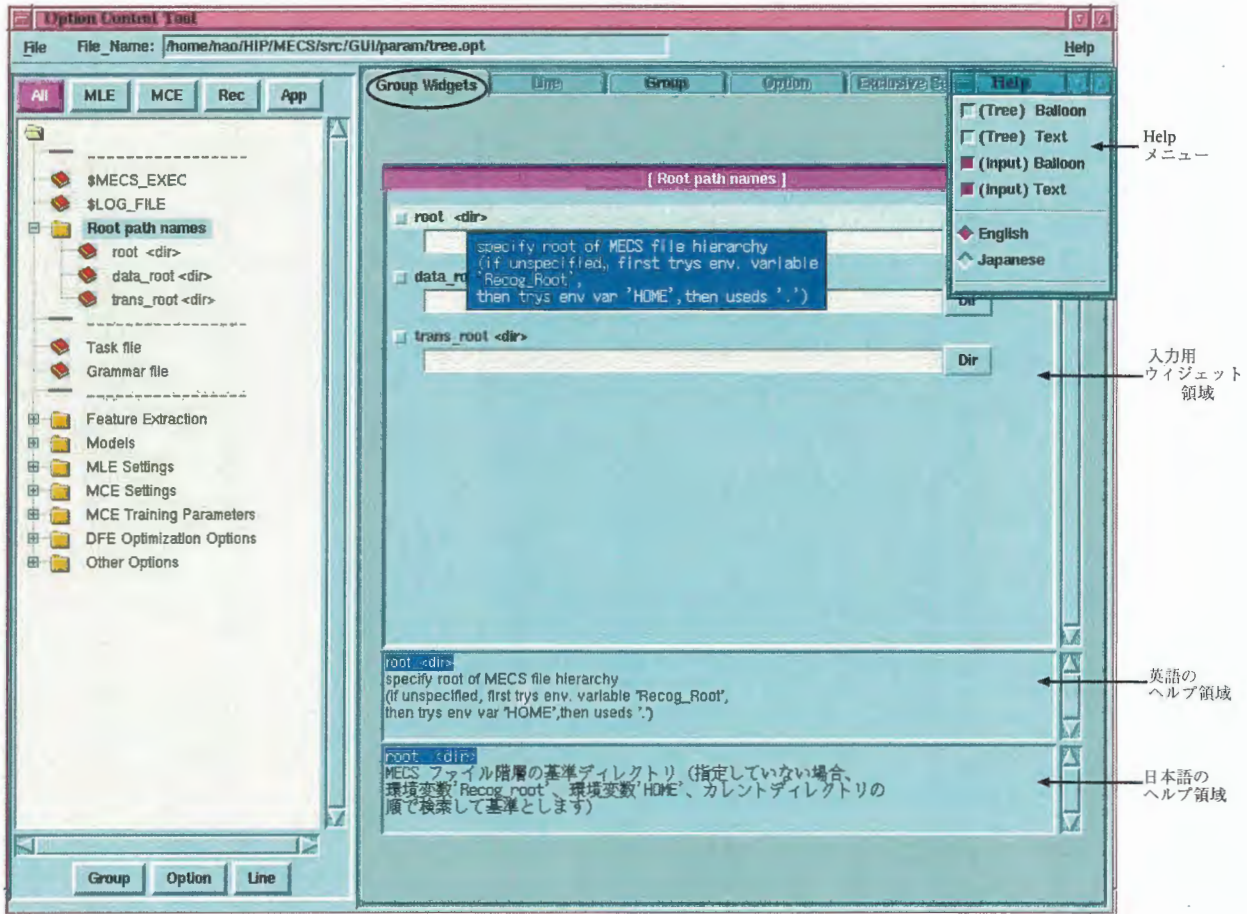 Option Control Tool
File File_Name: /home/nao/HIP/MECS/src/GUI/param/tree.opt Help
All MLE MCE Rec App
$MECS_EXEC
$LOG_FILE
Root path names
root <dir>
data_root <dir>
trans_root <dir>
Task file
Grammar file
Feature Extraction
Models
MLE Settings
MCE Settings
MCE Training Parameters
DFE Optimization Options
Other Options
Group Option Line
Group Widgets Line Group Option Exclusive Se
[ Root path names ]
root <dir>
specify root of MECS file hierarchy
(if unspecified, first trys env. variable
'Recog_Root',
then trys env var 'HOME',then useds '.')
data_ro
Dir
trans_root <dir>
Dir
root <dir>
specify root of MECS file hierarchy
(if unspecified, first trys env. variable 'Recog_Root',
then trys env var 'HOME',then useds '.')
root <dir>
MECS ファイル階層の基準ディレクトリ（指定していない場合、
環境変数'Recog_root'、環境変数'HOME'、カレントディレクトリの
順で検索して基準とします）
Help
(Tree) Balloon
(Tree) Text
(Input) Balloon
(Input) Text
English
Japanese
Help
メニュー
入力用
ウィジェット
領域
英語の
ヘルプ領域
日本語の
ヘルプ領域